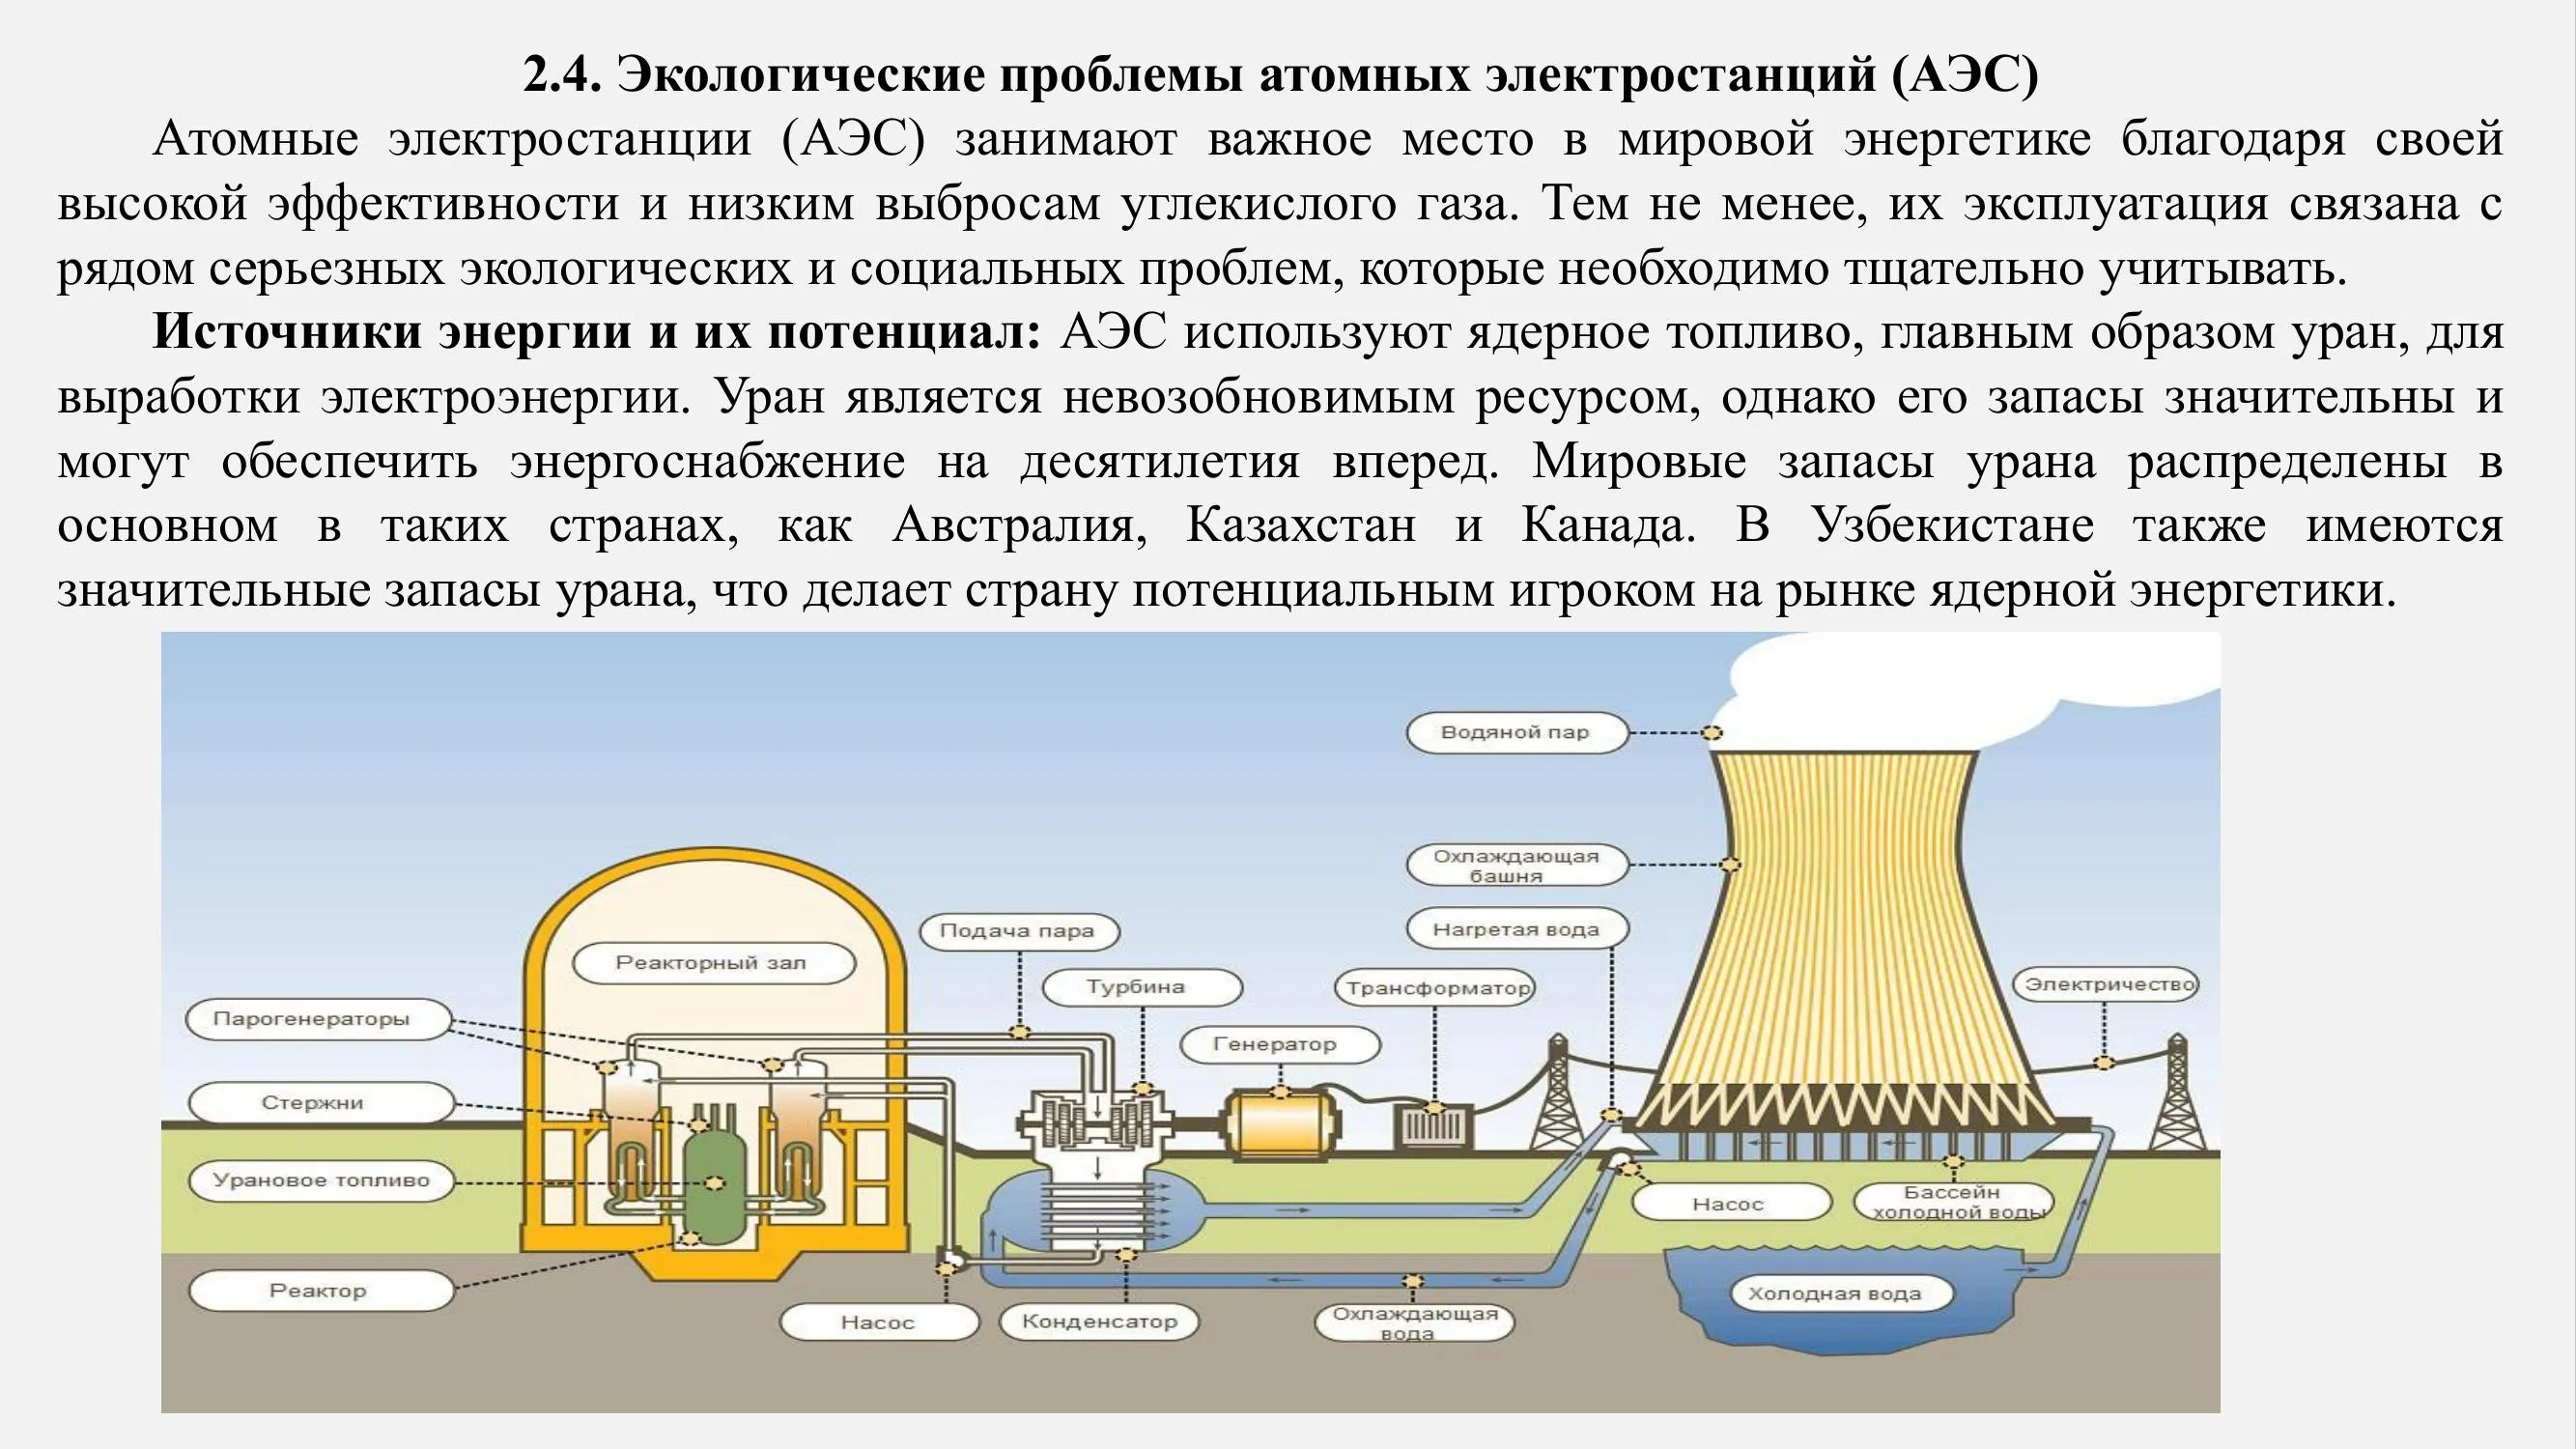 2.4. Экологические проблемы атомных электростанций (АЭС)
Атомные электростанции (АЭС) занимают важное место в мировой энергетике благодаря своей
высокой эффективности и низким выбросам углекислого газа. Тем не менее, их эксплуатация связана с
рядом серьезных экологических и социальных проблем, которые необходимо тщательно учитывать.
Источники энергии и их потенциал: АЭС используют ядерное топливо, главным образом уран, для
выработки электроэнергии. Уран является невозобновимым ресурсом, однако его запасы значительны и
могут обеспечить энергоснабжение на десятилетия вперед. Мировые запасы урана распределены в
основном в таких странах, как Австралия, Казахстан и Канада. В Узбекистане также имеются
значительные запасы урана, что делает страну потенциальным игроком на рынке ядерной энергетики.
Водяной пар
Охлаждающая
башня
Подача пара
Нагретая вода
Реакторный зал
Турбина
Трансформатор
Электричество
Парогенераторы
Генератор
Стержни
Урановое топливо
Насос
Бассейн
холодной воды
Реактор
Холодная вода
Насос
Конденсатор
Охлаждающая
вода